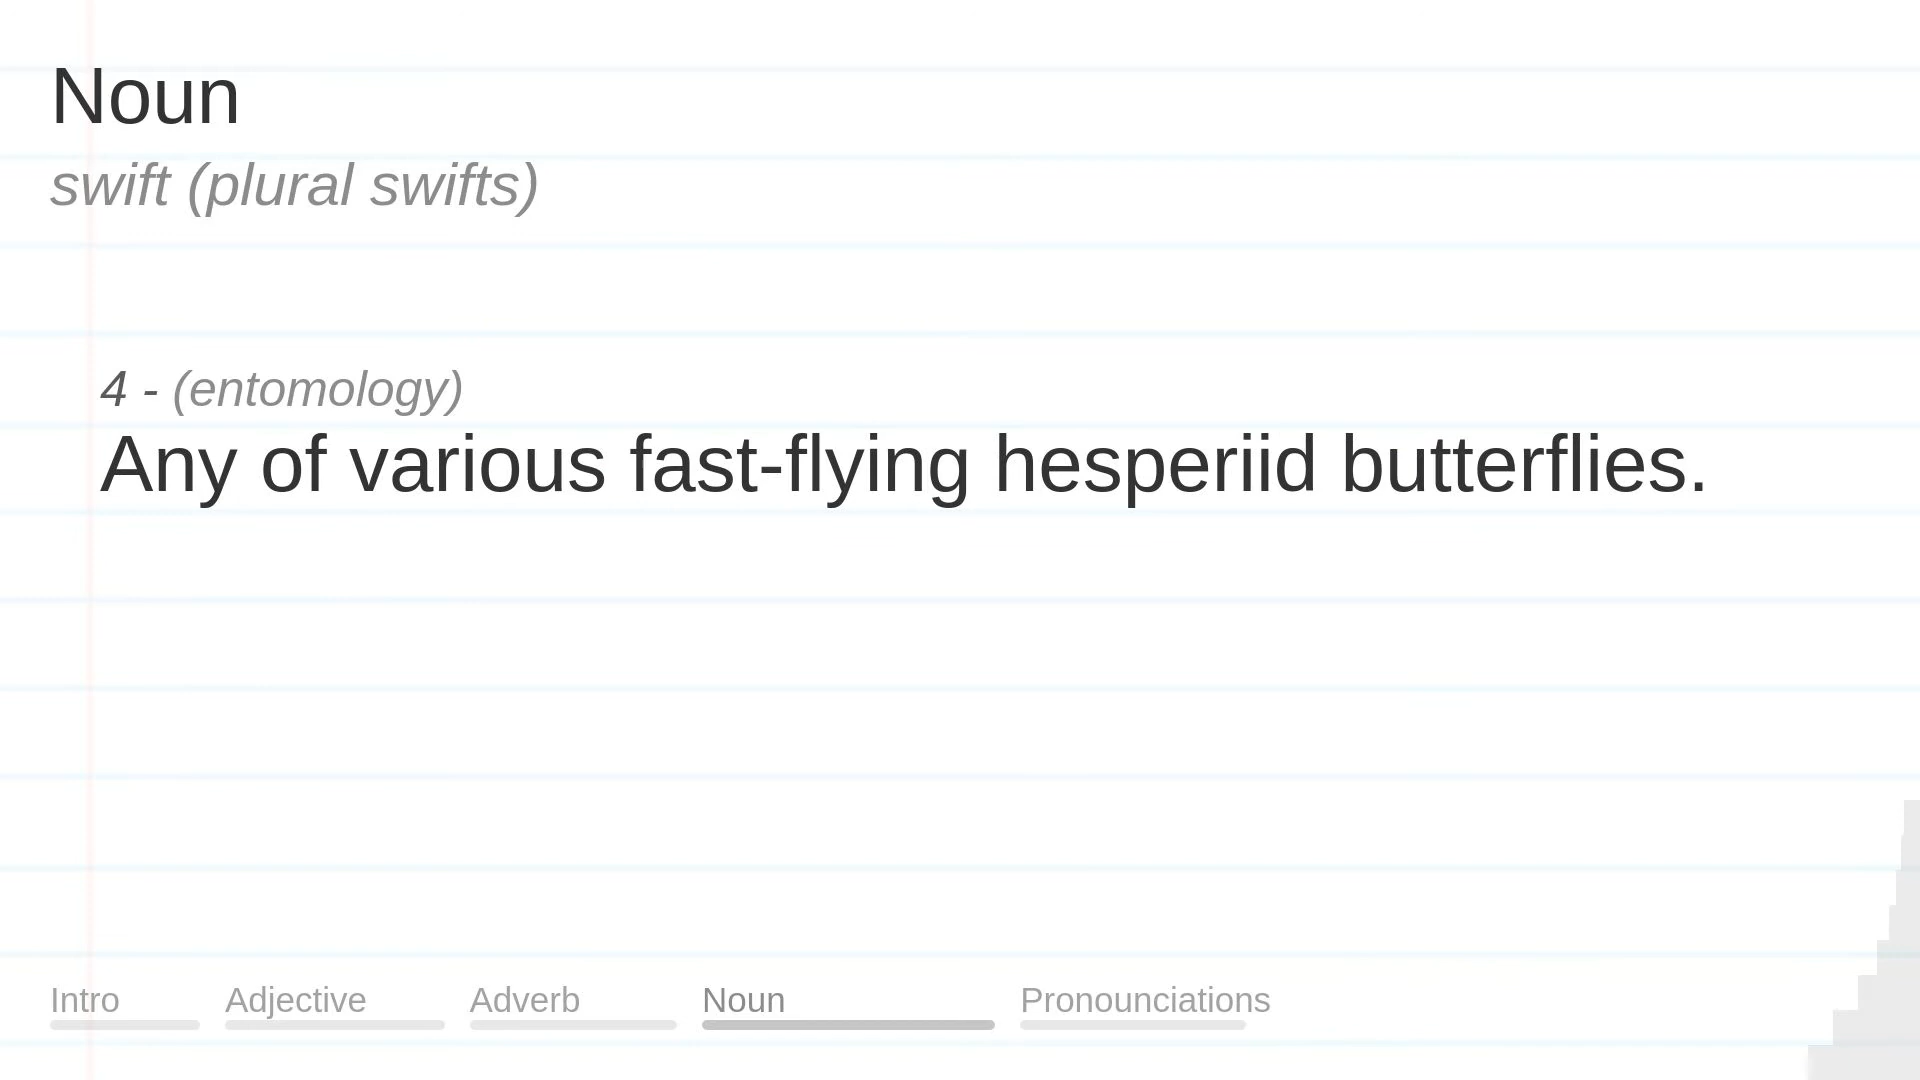 Noun
swift (plural swifts)
4 - (entomology)
Any of various fast-flying hesperiid butterflies.
Intro Adjective Adverb Noun Pronounciations